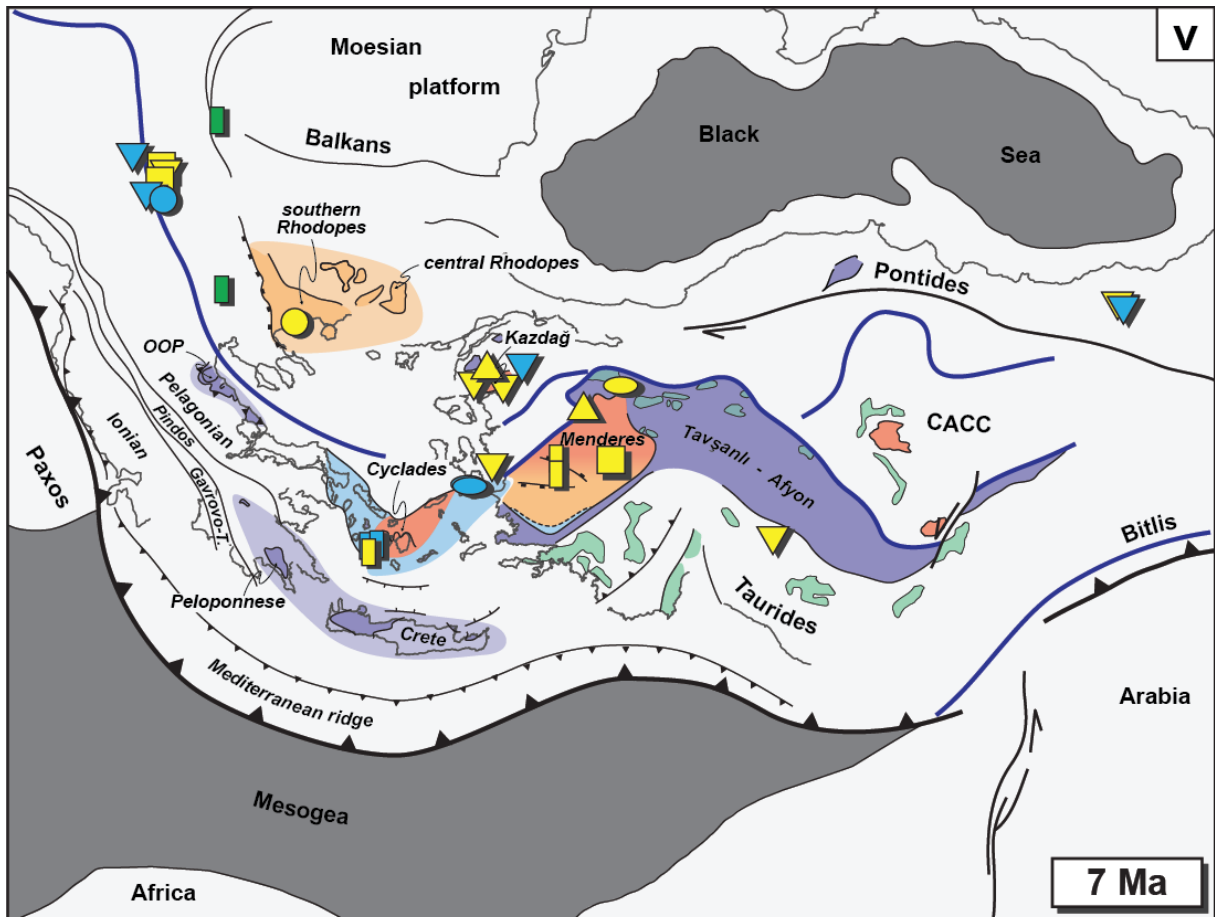 V
Moesian
platform
Balkans
Black
Sea
southern
Rhodopes
central Rhodopes
Pontides
OOP
Kazdağ
Pelagonian
Pindos
Ionian
Gavrovo-T.
Paxos
Cyclades
Menderes
Tavşanlı - Afyon
CACC
Bitlis
Peloponnese
Crete
Taurides
Mediterranean ridge
Arabia
Mesogea
Africa
7 Ma